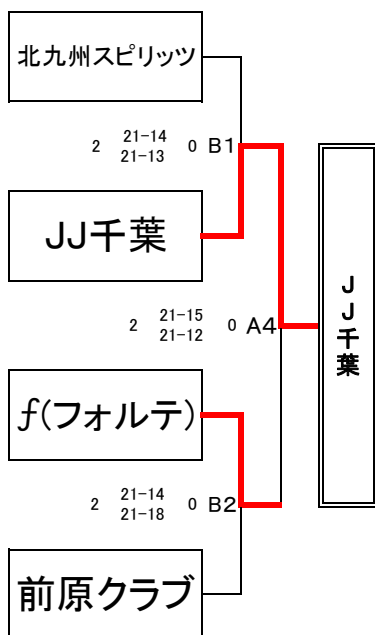 北九州スピリッツ
21-14
2 0 B1
21-13
JJ千葉
21-15
2 0 A4
21-12
ƒ(フォルテ)
21-14
2 0 B2
21-18
前原クラブ
JJ千葉